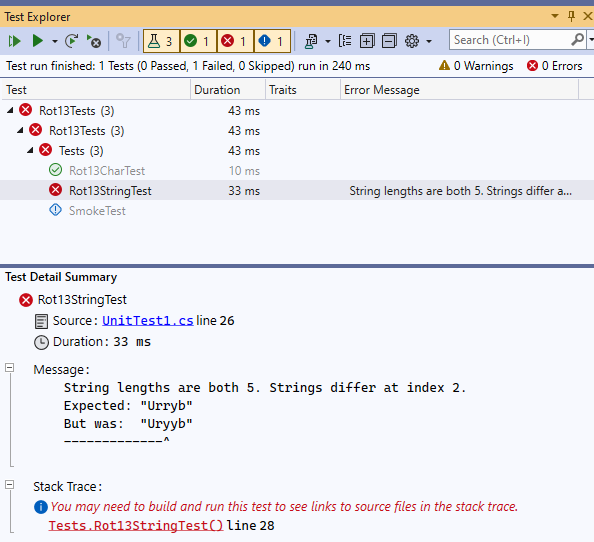 Test Explorer
3 1 1 1 Search (Ctrl+I)
Test run finished: 1 Tests (0 Passed, 1 Failed, 0 Skipped) run in 240 ms 0 Warnings 0 Errors
Test Duration Traits Error Message
Rot13Tests (3) 43 ms
Rot13Tests (3) 43 ms
Tests (3) 43 ms
Rot13CharTest 10 ms
Rot13StringTest 33 ms String lengths are both 5. Strings differ a...
SmokeTest
Test Detail Summary
Rot13StringTest
Source: UnitTest1.cs line 26
Duration: 33 ms
Message:
String lengths are both 5. Strings differ at index 2.
Expected: "Urryb"
But was:  "Uryyb"
-------------^
Stack Trace:
You may need to build and run this test to see links to source files in the stack trace.
Tests.Rot13StringTest() line 28